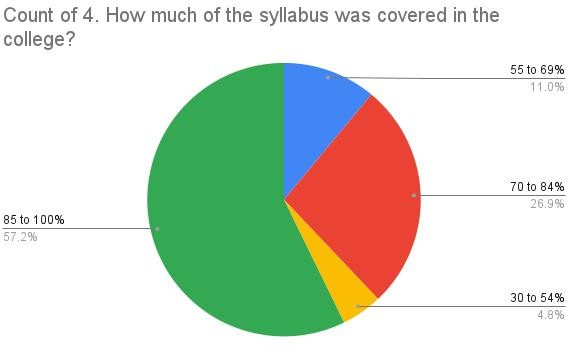 Count of 4. How much of the syllabus was covered in the
college?
55 to 69%
11.0%
70 to 84%
26.9%
85 to 100%
57.2%
30 to 54%
4.8%